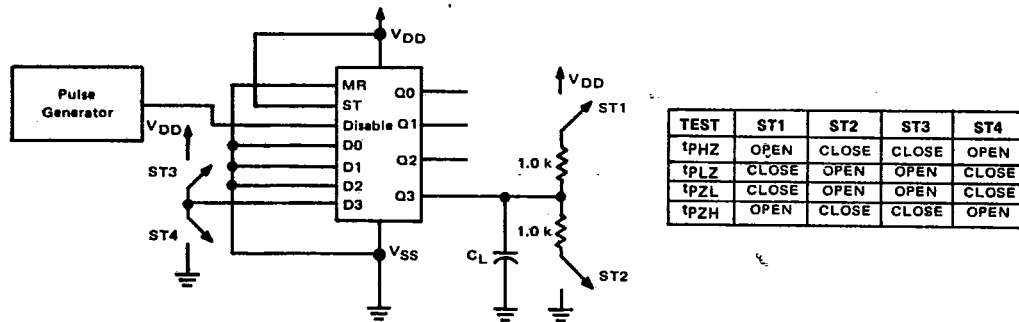 VDD
MR
ST
Disable
D0
D1
D2
D3
Q0
Q1
Q2
Q3
VSS
Pulse
Generator
VDD
ST3
ST4
VDD
ST1
1.0 k
1.0 k
CL
ST2
TEST ST1 ST2 ST3 ST4
tPHZ OPEN CLOSE CLOSE OPEN
tPLZ CLOSE OPEN OPEN CLOSE
tPZL CLOSE OPEN OPEN CLOSE
tPZH OPEN CLOSE CLOSE OPEN